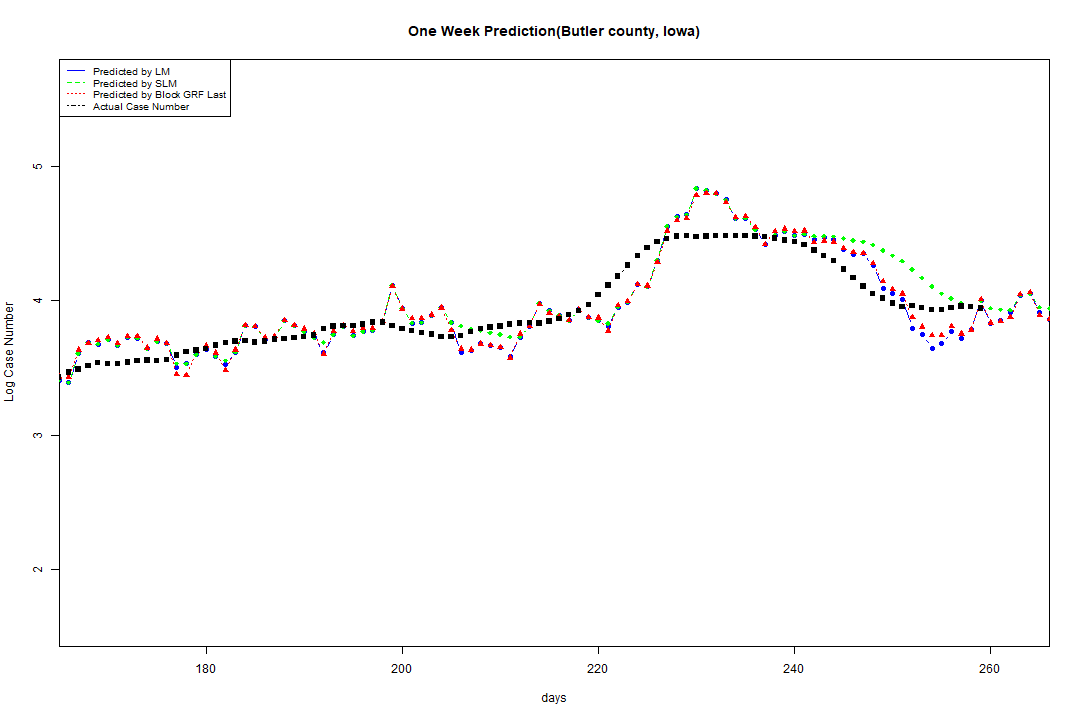 One Week Prediction(Butler county, Iowa)
Predicted by LM
Predicted by SLM
Predicted by Block GRF Last
Actual Case Number
5
4
3
2
Log Case Number
180 200 220 240 260
days